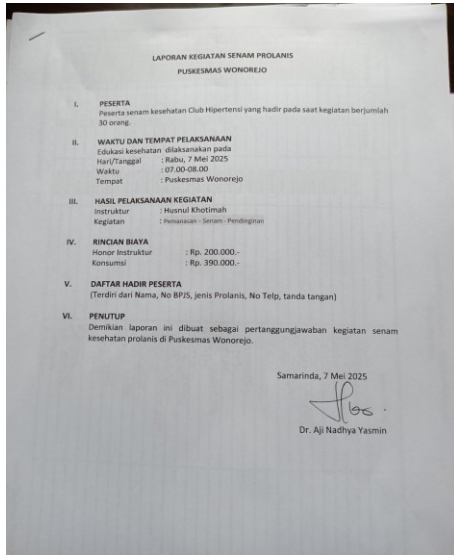 LAPORAN KEGIATAN SENAM PROLANIS
PUSKESMAS WONOREJO
I. PESERTA
Peserta senam kesehatan Club Hipertensi yang hadir pada saat kegiatan berjumlah
30 orang.
II. WAKTU DAN TEMPAT PELAKSANAAN
Edukasi kesehatan dilaksanakan pada
Hari/Tanggal : Rabu, 7 Mei 2025
Waktu : 07.00-08.00
Tempat : Puskesmas Wonorejo
III. HASIL PELAKSANAAN KEGIATAN
Instruktur : Husnul Khotimah
Kegiatan : Pemanasan - Senam - Pendinginan
IV. RINCIAN BIAYA
Honor Instruktur : Rp. 200.000.-
Konsumsi : Rp. 390.000.-
V. DAFTAR HADIR PESERTA
(Terdiri dari Nama, No BPJS, jenis Prolanis, No Telp, tanda tangan)
VI. PENUTUP
Demikian laporan ini dibuat sebagai pertanggungjawaban kegiatan senam
kesehatan prolanis di Puskesmas Wonorejo.
Samarinda, 7 Mei 2025
Dr. Aji Nadhya Yasmin